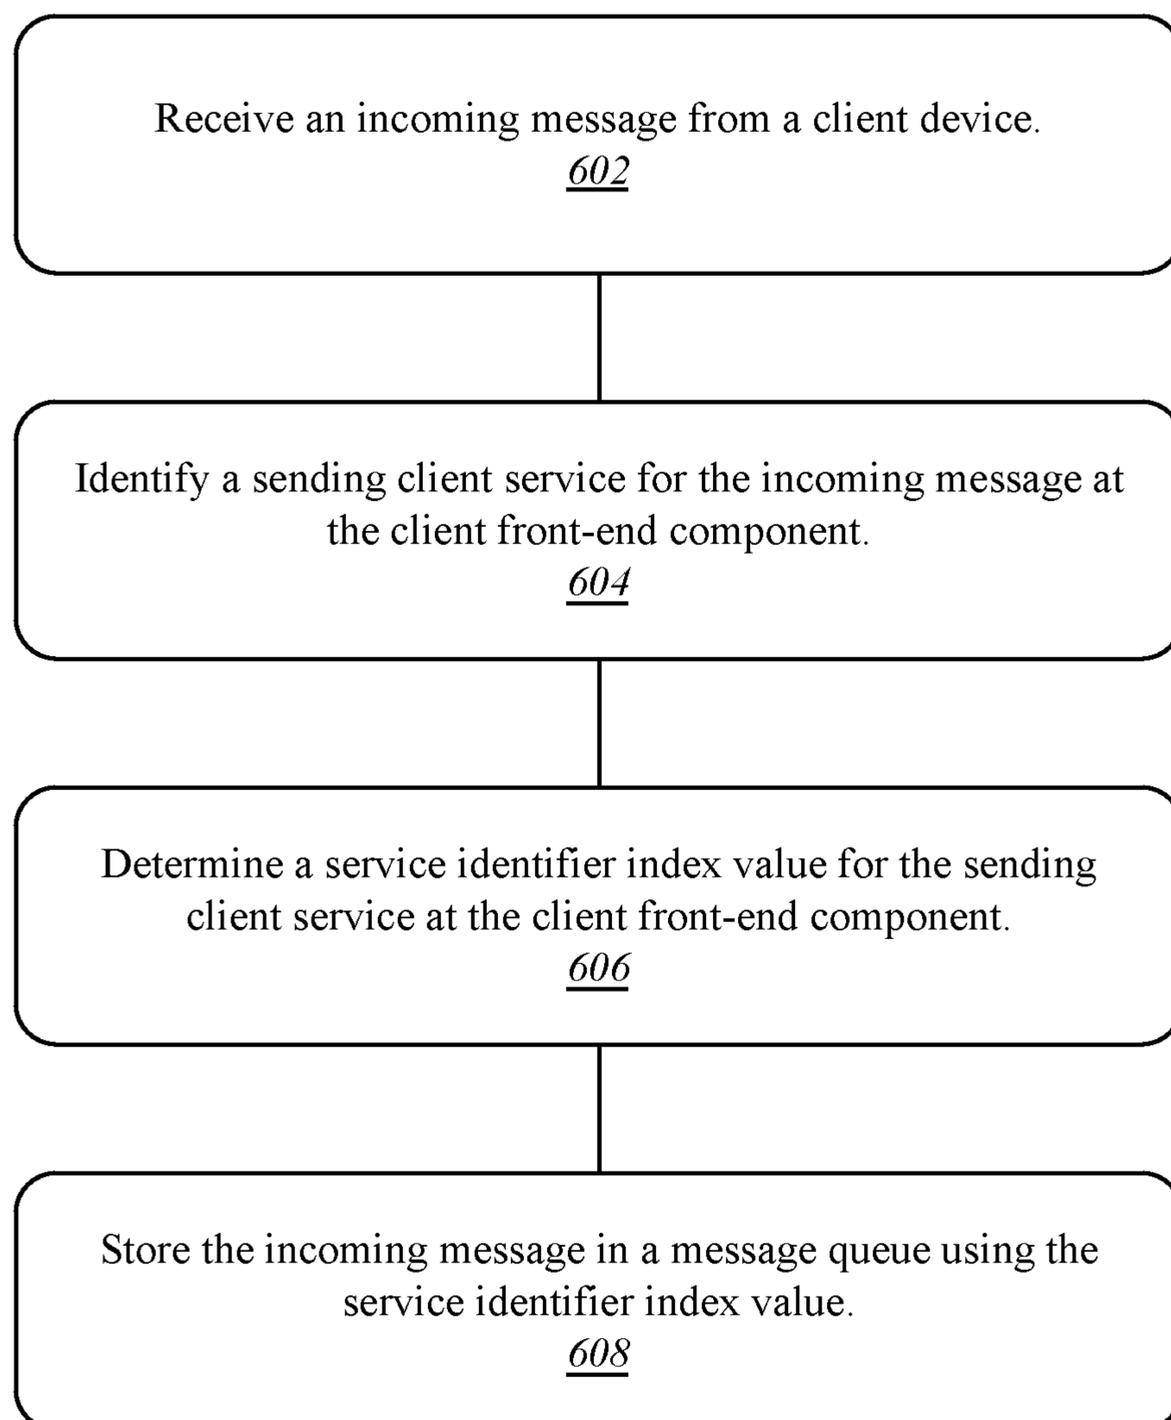 Receive an incoming message from a client device.
602
Identify a sending client service for the incoming message at
the client front-end component.
604
Determine a service identifier index value for the sending
client service at the client front-end component.
606
Store the incoming message in a message queue using the
service identifier index value.
608